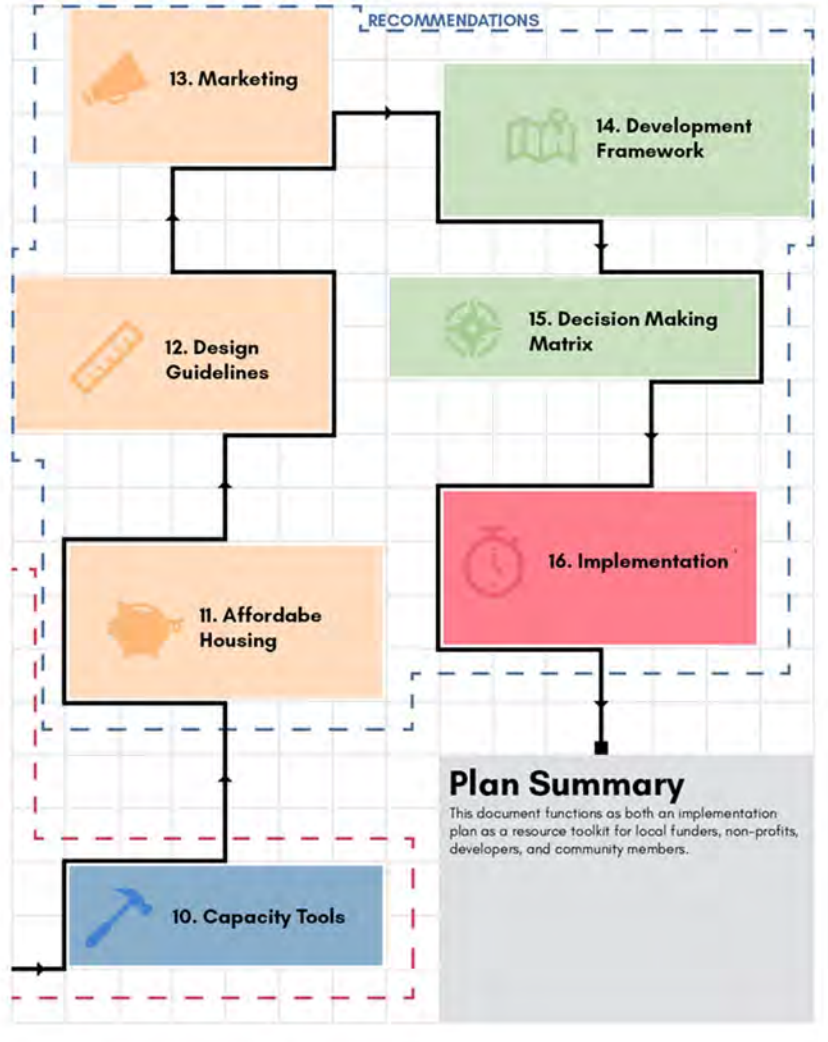 RECOMMENDATIONS
13. Marketing
14. Development
Framework
12. Design
Guidelines
15. Decision Making
Matrix
11. Affordabe
Housing
16. Implementation
10. Capacity Tools
Plan Summary
This document functions as both an implementation
plan as a resource toolkit for local funders, non-profits,
developers, and community members.